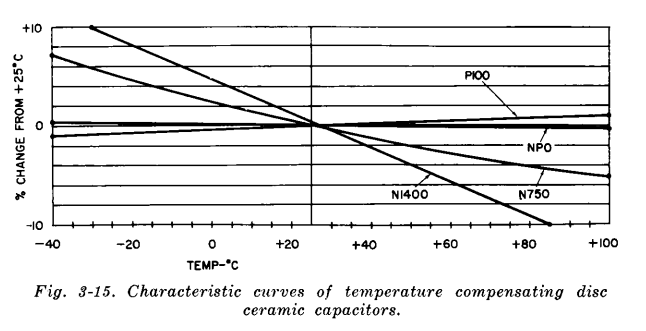 +10
% CHANGE FROM +25°C
P100
0
NPO
N1400
N750
-10
-40 -20 0 +20 +40 +60 +80 +100
TEMP-°C
Fig. 3-15. Characteristic curves of temperature compensating disc
ceramic capacitors.